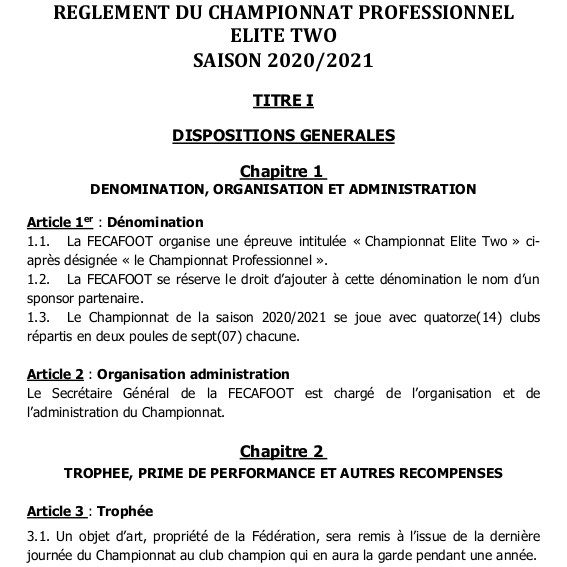 REGLEMENT DU CHAMPIONNAT PROFESSIONNEL
ELITE TWO
SAISON 2020/2021
TITRE I
DISPOSITIONS GENERALES
Chapitre 1
DENOMINATION, ORGANISATION ET ADMINISTRATION
Article 1er : Dénomination
1.1. La FECAFOOT organise une épreuve intitulée « Championnat Elite Two » ci-
après désignée « le Championnat Professionnel ».
1.2. La FECAFOOT se réserve le droit d’ajouter à cette dénomination le nom d’un
sponsor partenaire.
1.3. Le Championnat de la saison 2020/2021 se joue avec quatorze(14) clubs
répartis en deux poules de sept(07) chacune.
Article 2 : Organisation administration
Le Secrétaire Général de la FECAFOOT est chargé de l’organisation et de
l’administration du Championnat.
Chapitre 2
TROPHEE, PRIME DE PERFORMANCE ET AUTRES RECOMPENSES
Article 3 : Trophée
3.1. Un objet d’art, propriété de la Fédération, sera remis à l’issue de la dernière
journée du Championnat au club champion qui en aura la garde pendant une année.